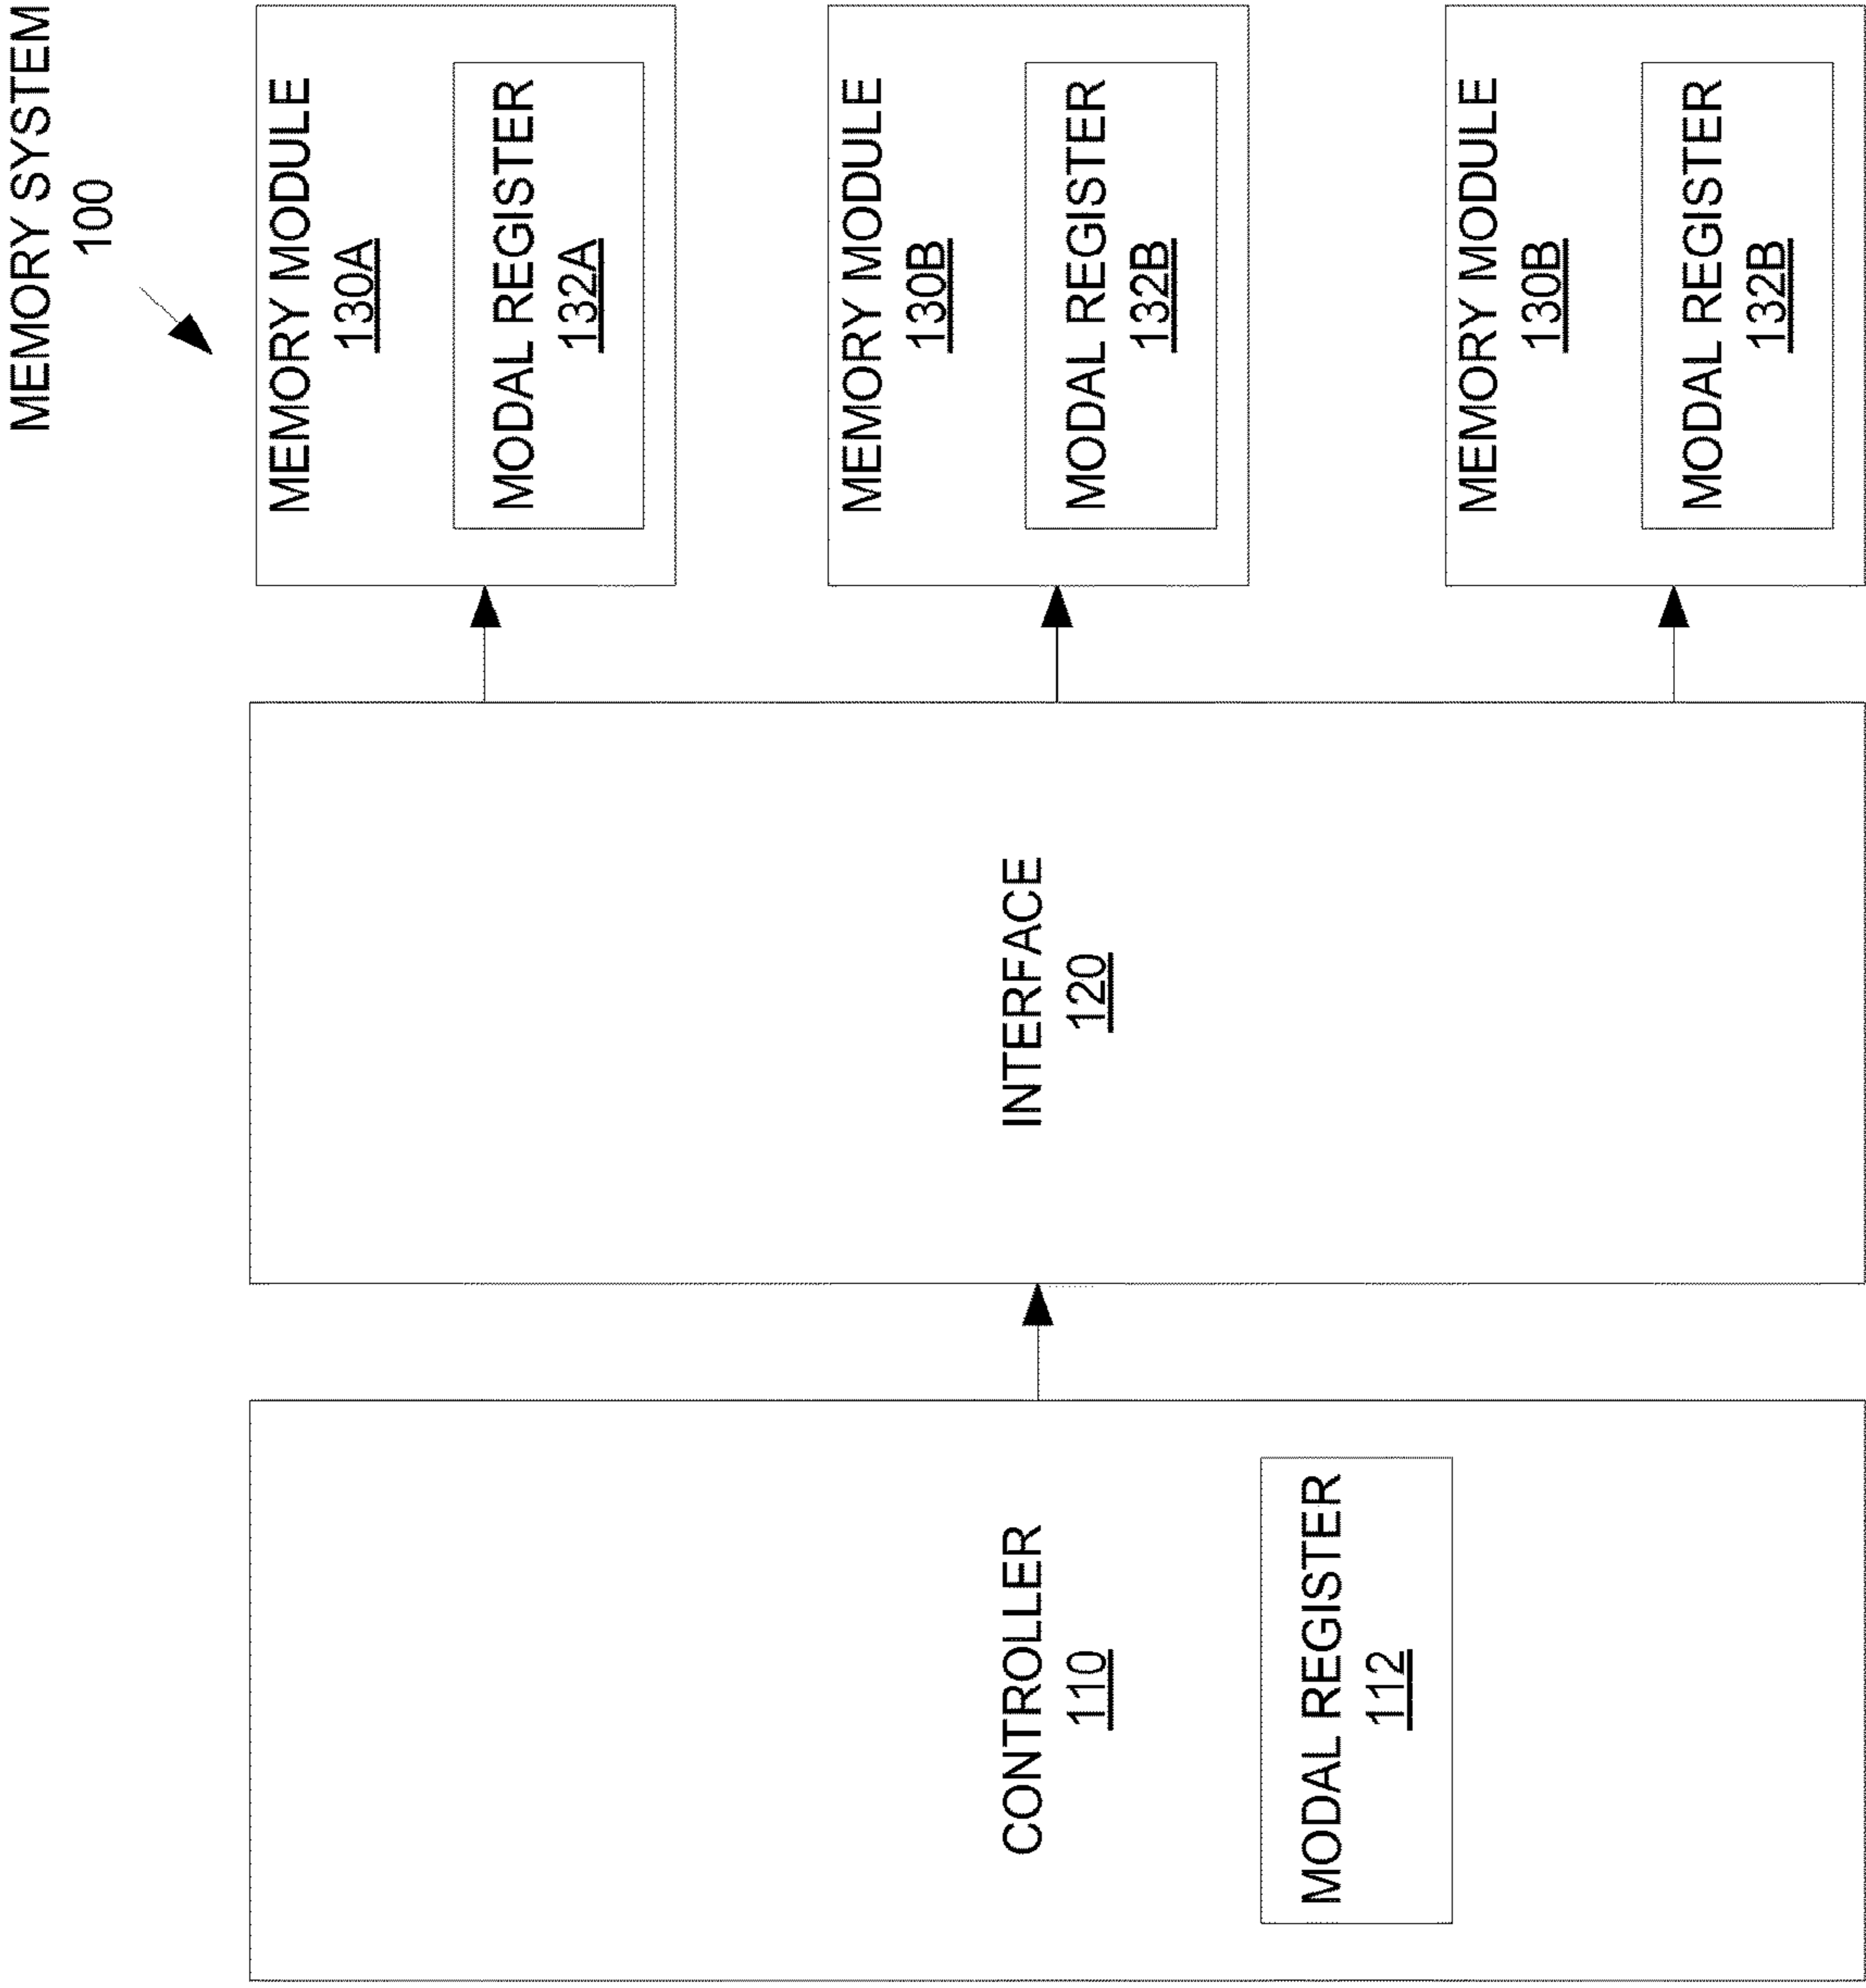 MEMORY SYSTEM
100
CONTROLLER
110
MODAL REGISTER
112
INTERFACE
120
MEMORY MODULE
130A
MODAL REGISTER
132A
MEMORY MODULE
130B
MODAL REGISTER
132B
MEMORY MODULE
130B
MODAL REGISTER
132B